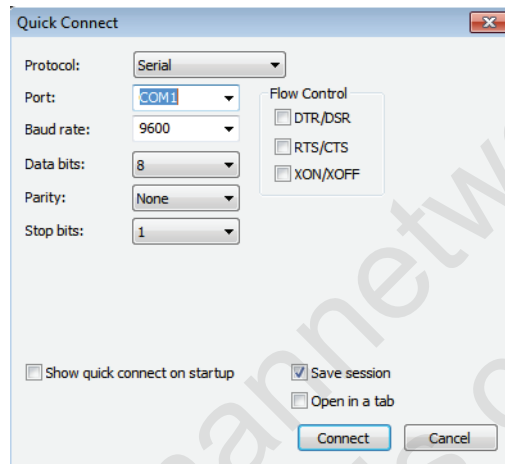 Quick Connect
Protocol: Serial
Port: COM1
Baud rate: 9600
Data bits: 8
Parity: None
Stop bits: 1
Flow Control
DTR/DSR
RTS/CTS
XON/XOFF
Show quick connect on startup
Save session
Open in a tab
Connect Cancel